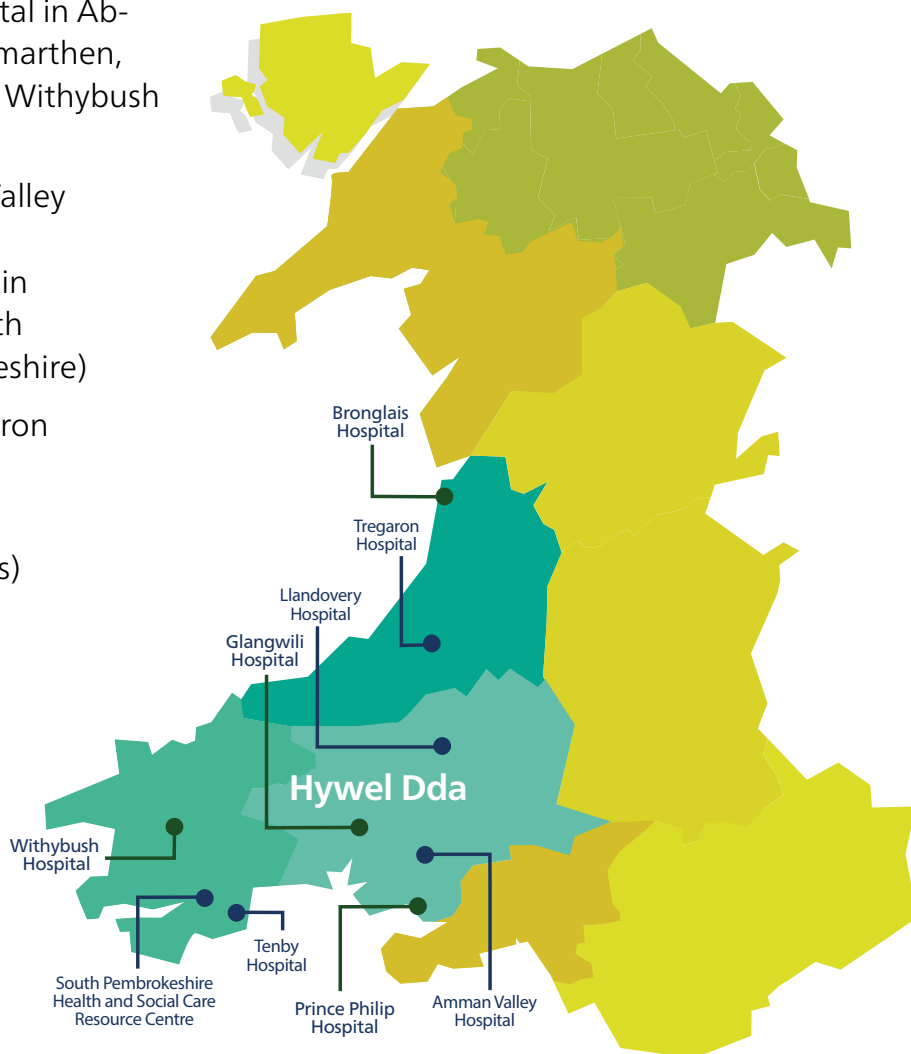 tal in Ab-
marthen,
Withybush
alley
in
th
eshire)
ron
s)
Bronglais
Hospital
Tregaron
Hospital
Llandovery
Hospital
Glangwili
Hospital
Hywel Dda
Withybush
Hospital
Tenby
Hospital
South Pembrokeshire
Health and Social Care
Resource Centre
Prince Philip
Hospital
Amman Valley
Hospital